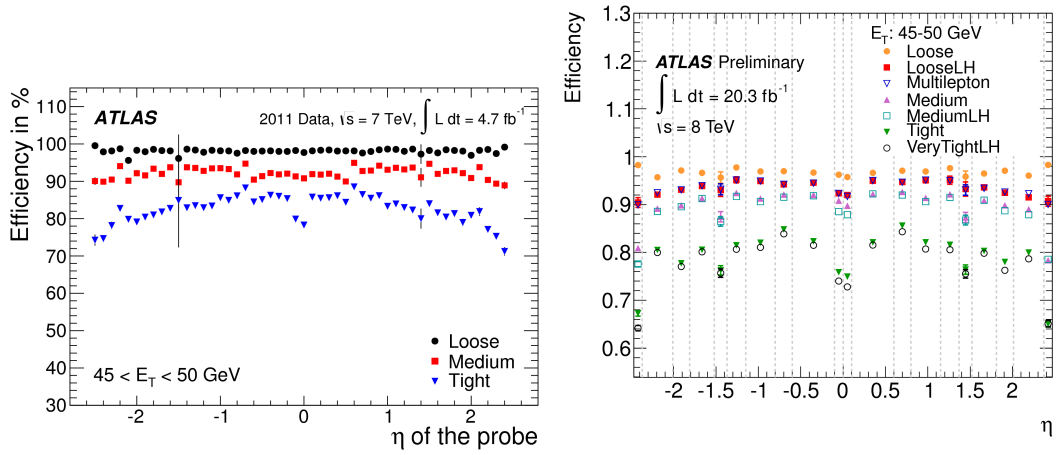 Efficiency in %
110
100
90
80
70
60
50
40
30
ATLAS
2011 Data, √s = 7 TeV, ∫ L dt = 4.7 fb⁻¹
Loose
Medium
Tight
45 < E_T < 50 GeV
-2 -1 0 1 2
η of the probe
Efficiency
1.3
1.2
1.1
1
0.9
0.8
0.7
0.6
ATLAS Preliminary
∫ L dt = 20.3 fb⁻¹
√s = 8 TeV
E_T: 45-50 GeV
Loose
LooseLH
Multilepton
Medium
MediumLH
Tight
VeryTightLH
-2 -1.5 -1 -0.5 0 0.5 1 1.5 2
η